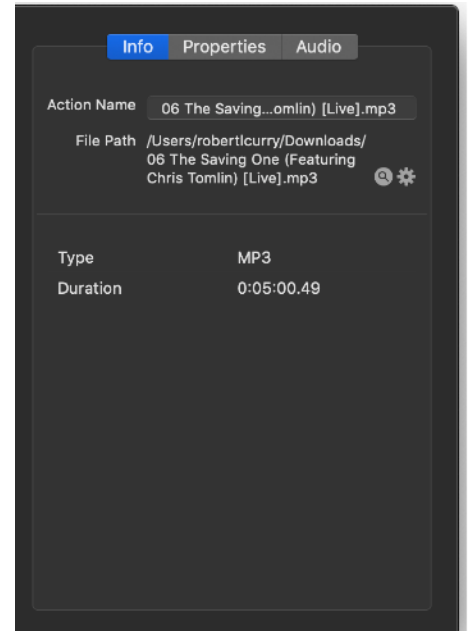 Info Properties Audio
Action Name 06 The Saving...omlin) [Live].mp3
File Path /Users/robertlcurry/Downloads/
06 The Saving One (Featuring
Chris Tomlin) [Live].mp3
Type MP3
Duration 0:05:00.49